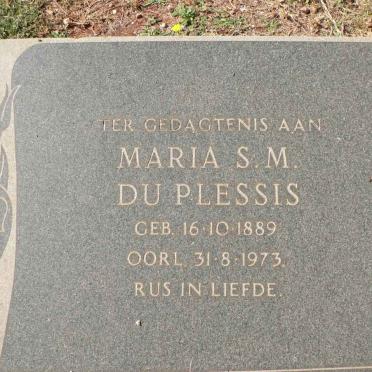 TER GEDAGTENIS AAN
MARIA S.M.
DU PLESSIS
GEB. 16·10·1889
OORL. 31·8·1973.
RUS IN LIEFDE.